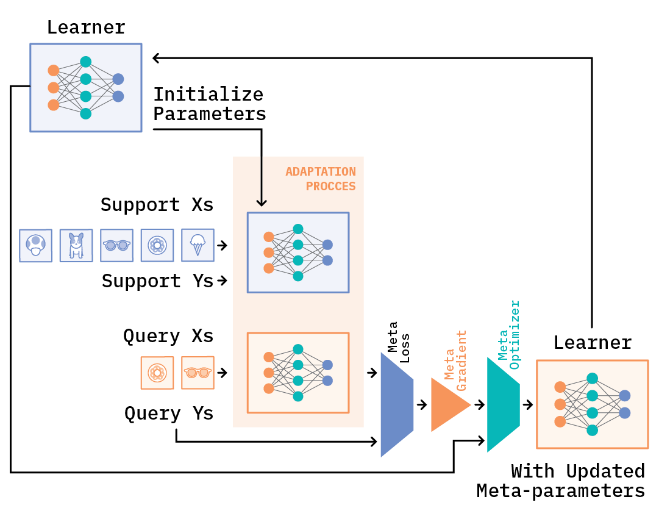 Learner
Initialize
Parameters
ADAPTATION
PROCCES
Support Xs
Support Ys
Query Xs
Query Ys
Meta
Loss
Meta
Gradient
Meta
Optimizer
Learner
With Updated
Meta-parameters